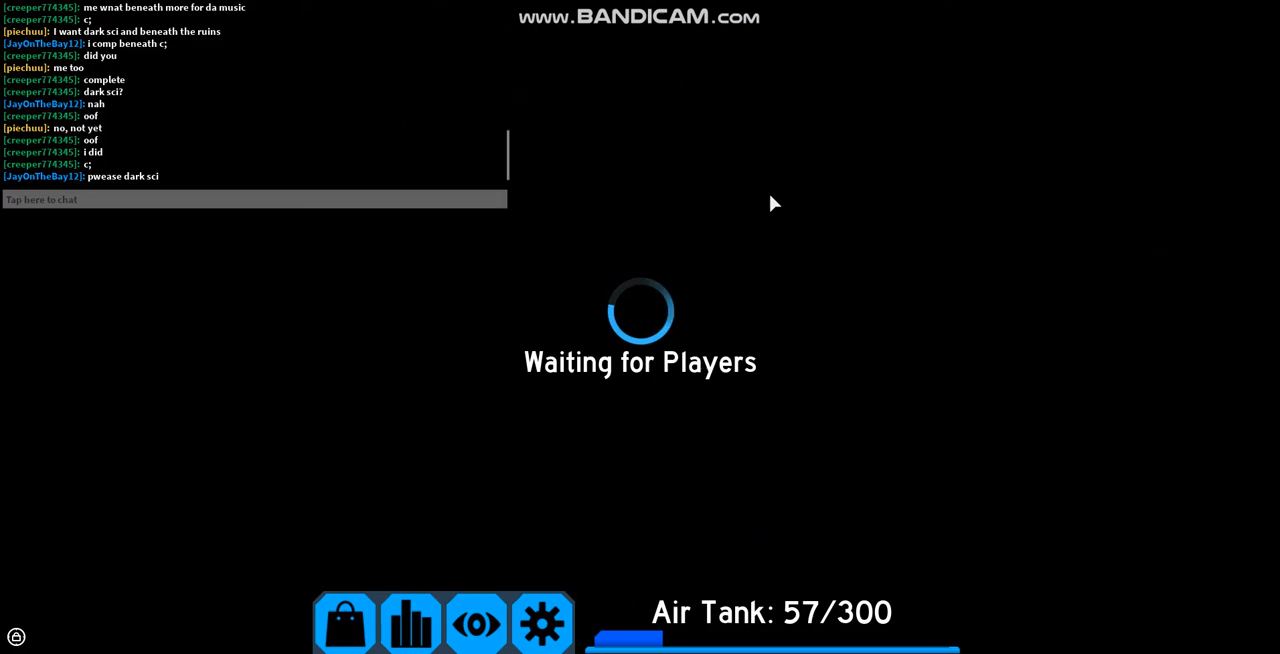 [creeper774345]: me wnat beneath more for da music
www.BANDICAM.com
[creeper774345]: c;
[piechuu]: I want dark sci and beneath the ruins
[JayOnTheBay12]: i comp beneath c;
[creeper774345]: did you
[piechuu]: me too
[creeper774345]: complete
[creeper774345]: dark sci?
[JayOnTheBay12]: nah
[creeper774345]: oof
[piechuu]: no, not yet
[creeper774345]: oof
[creeper774345]: i did
[creeper774345]: c;
[JayOnTheBay12]: pwease dark sci
Tap here to chat
Waiting for Players
Air Tank: 57/300